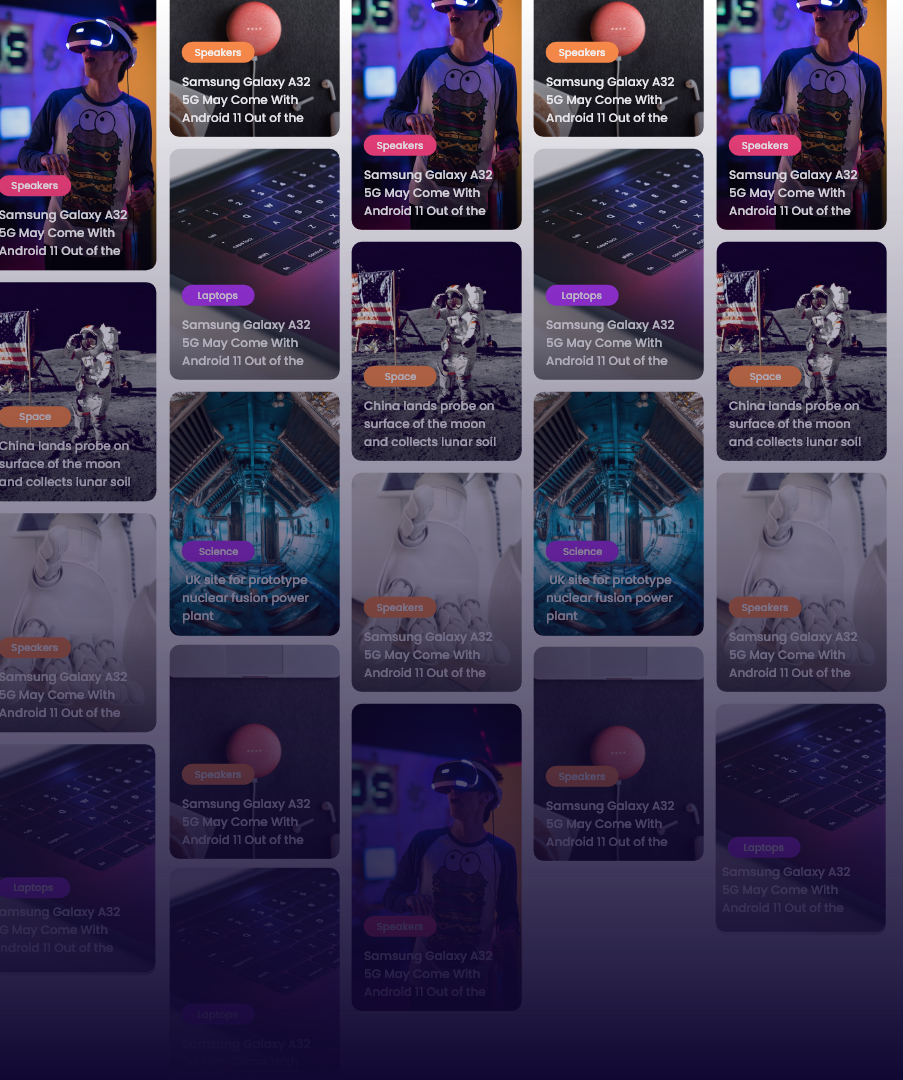 Speakers
Samsung Galaxy A32
5G May Come With
Android 11 Out of the
Space
China lands probe on
surface of the moon
and collects lunar soil
Speakers
Samsung Galaxy A32
5G May Come With
Android 11 Out of the
Laptops
amsung Galaxy A32
G May Come With
ndroid 11 Out of the
Speakers
Samsung Galaxy A32
5G May Come With
Android 11 Out of the
Laptops
Samsung Galaxy A32
5G May Come With
Android 11 Out of the
Science
UK site for prototype
nuclear fusion power
plant
Speakers
Samsung Galaxy A32
5G May Come With
Android 11 Out of the
Laptops
Samsung Galaxy A32
Speakers
Samsung Galaxy A32
5G May Come With
Android 11 Out of the
Space
China lands probe on
surface of the moon
and collects lunar soil
Speakers
Samsung Galaxy A32
5G May Come With
Android 11 Out of the
Speakers
Samsung Galaxy A32
5G May Come With
Android 11 Out of the
Speakers
Samsung Galaxy A32
5G May Come With
Android 11 Out of the
Laptops
Samsung Galaxy A32
5G May Come With
Android 11 Out of the
Science
UK site for prototype
nuclear fusion power
plant
Speakers
Samsung Galaxy A32
5G May Come With
Android 11 Out of the
Speakers
Samsung Galaxy A32
5G May Come With
Android 11 Out of the
Space
China lands probe on
surface of the moon
and collects lunar soil
Speakers
Samsung Galaxy A32
5G May Come With
Android 11 Out of the
Laptops
Samsung Galaxy A32
5G May Come With
Android 11 Out of the